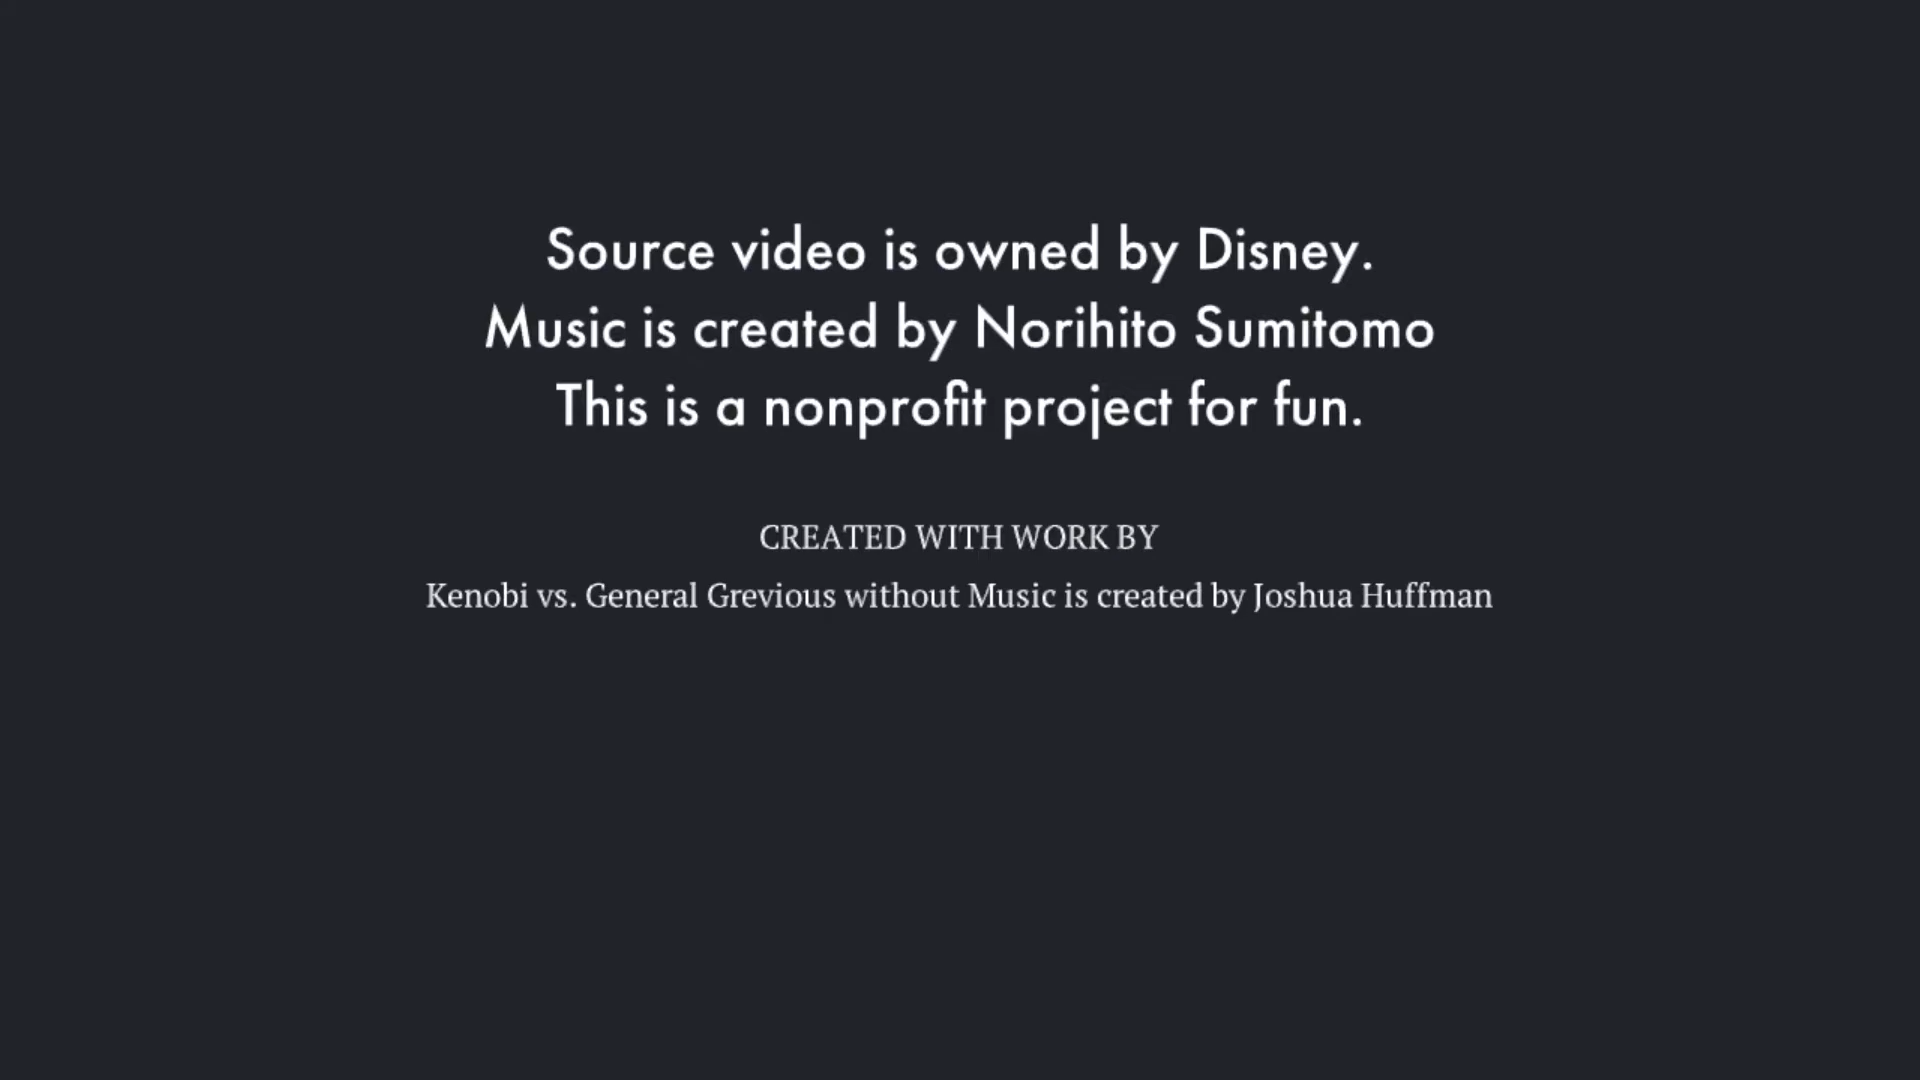 Source video is owned by Disney.
Music is created by Norihito Sumitomo
This is a nonprofit project for fun.
CREATED WITH WORK BY
Kenobi vs. General Grevious without Music is created by Joshua Huffman